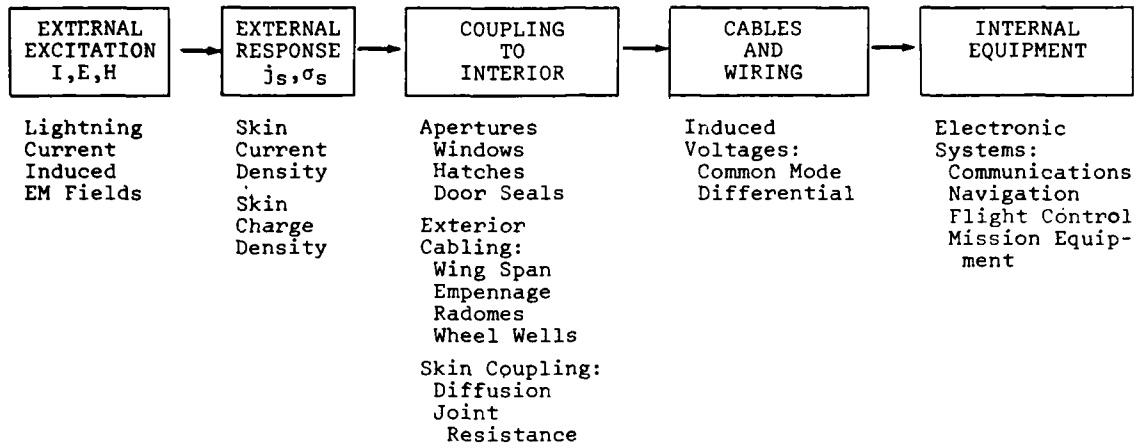 EXTERNAL
EXCITATION
I,E,H
EXTERNAL
RESPONSE
js,σs
COUPLING
TO
INTERIOR
CABLES
AND
WIRING
INTERNAL
EQUIPMENT
Lightning
Current
Induced
EM Fields
Skin
Current
Density
Skin
Charge
Density
Apertures
Windows
Hatches
Door Seals
Exterior
Cabling:
Wing Span
Empennage
Radomes
Wheel Wells
Skin Coupling:
Diffusion
Joint
Resistance
Induced
Voltages:
Common Mode
Differential
Electronic
Systems:
Communications
Navigation
Flight Control
Mission Equip-
ment